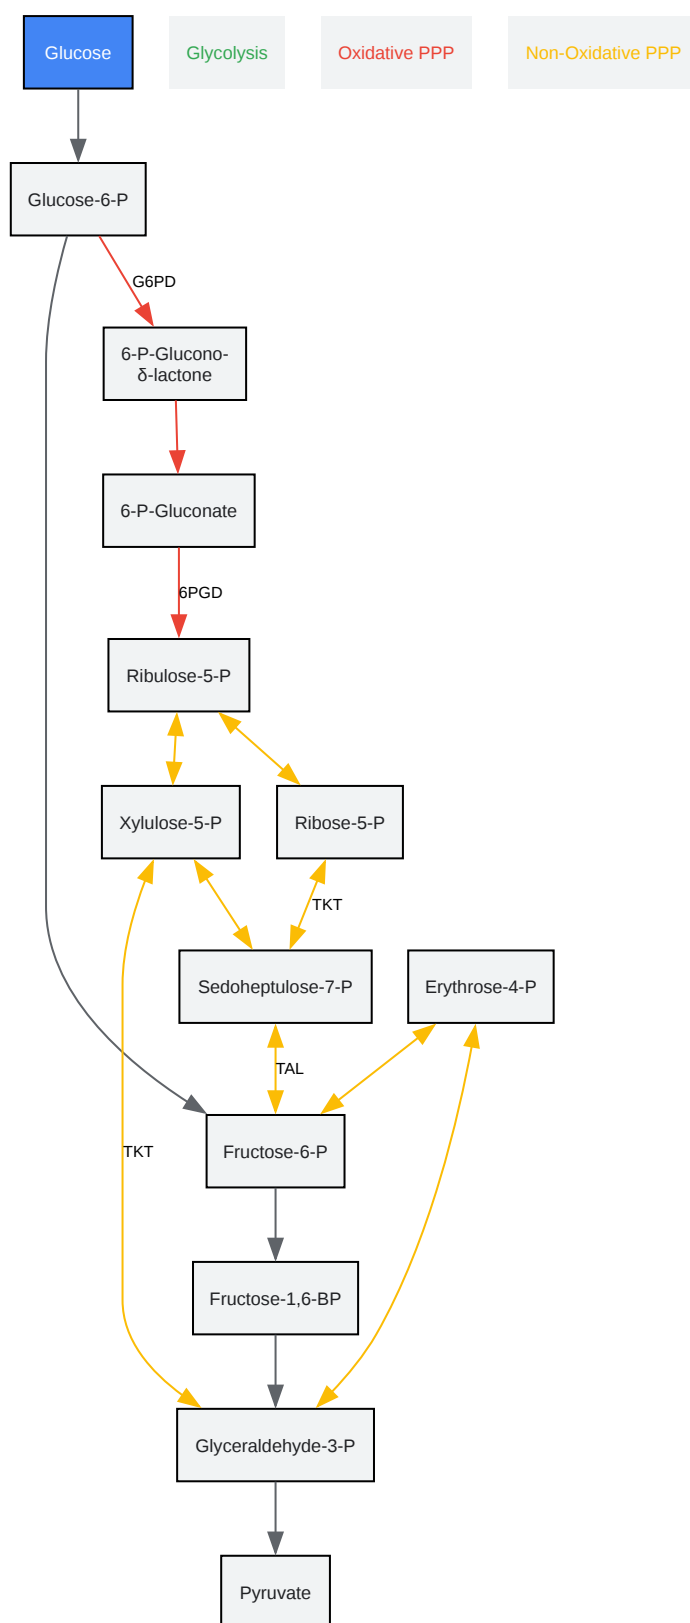 Glucose
Glycolysis
Oxidative PPP
Non-Oxidative PPP
Glucose-6-P
G6PD
6-P-Glucono-
δ-lactone
6-P-Gluconate
6PGD
Ribulose-5-P
Xylulose-5-P
Ribose-5-P
TKT
Sedoheptulose-7-P
Erythrose-4-P
TAL
Fructose-6-P
TKT
Fructose-1,6-BP
Glyceraldehyde-3-P
Pyruvate